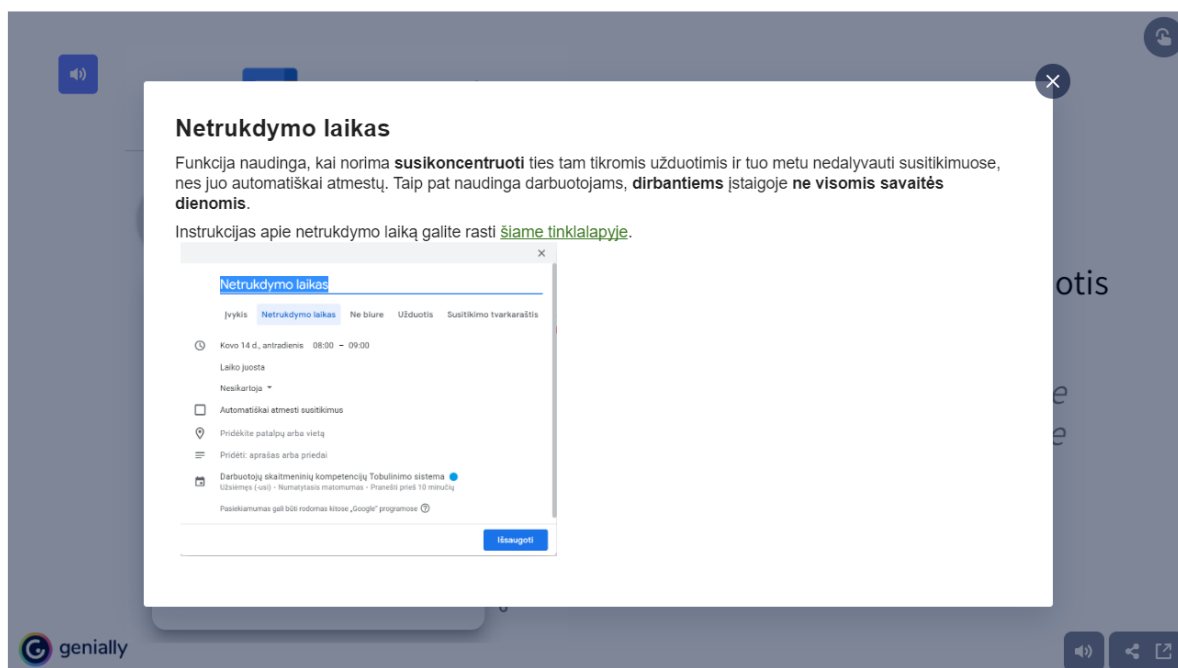 Netrukdymo laikas
Funkcija naudinga, kai norima susikoncentruoti ties tam tikromis užduotimis ir tuo metu nedalyvauti susitikimuose,
nes juo automatiškai atmestų. Taip pat naudinga darbuotojams, dirbantiems įstaigoje ne visomis savaitės
dienomis.
Instrukcijas apie netrukdymo laiką galite rasti šiame tinklalapyje.
Netrukdymo laikas
Įvykis Netrukdymo laikas Ne biure Užduotis Susitikimo tvarkaraštis
Kovo 14 d., antradienis 08:00 – 09:00
Laiko juosta
Nesikartoja
Automatiškai atmesti susitikimus
Pridėkite patalpų arba vietą
Pridėti: aprašas arba priedai
Darbuotojų skaitmeninių kompetencijų Tobulinimo sistema
Užsiėmęs (-usi) - Numatytasis matomumas - Pranešti prieš 10 minučių
Pasiekiamumas gali būti rodomas kitose „Google“ programose
Išsaugoti
otis
e
e
genially